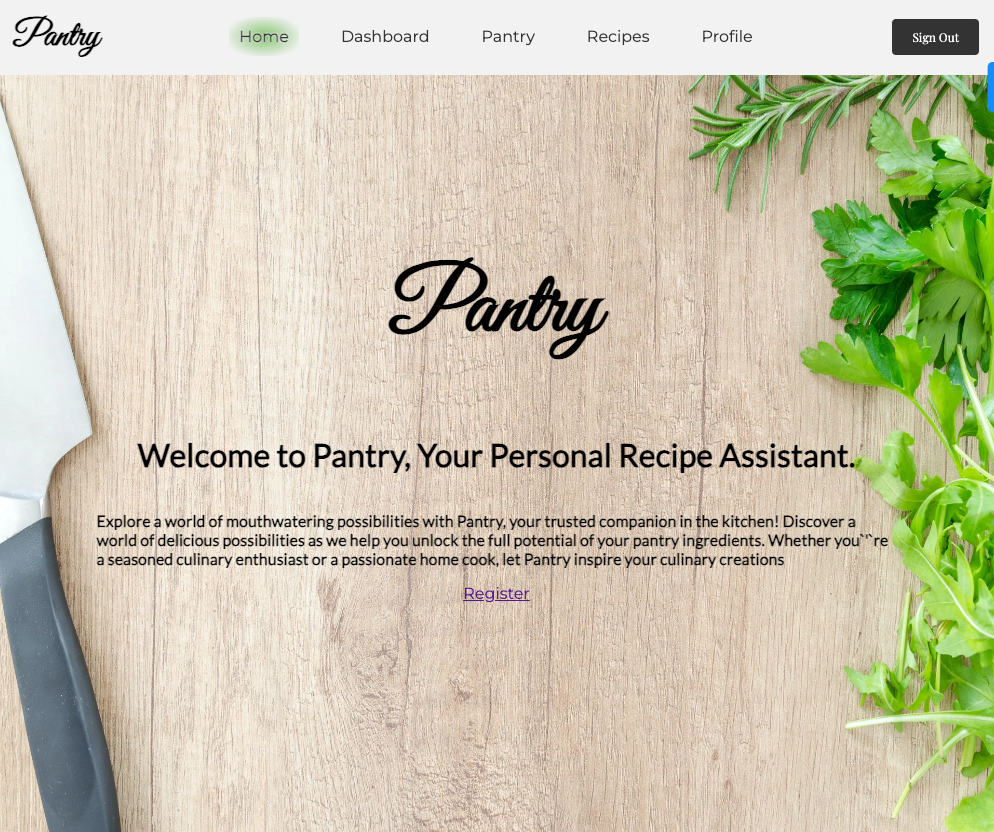 Pantry
Home Dashboard Pantry Recipes Profile Sign Out
Pantry
Welcome to Pantry, Your Personal Recipe Assistant.
Explore a world of mouthwatering possibilities with Pantry, your trusted companion in the kitchen! Discover a
world of delicious possibilities as we help you unlock the full potential of your pantry ingredients. Whether you`'`re
a seasoned culinary enthusiast or a passionate home cook, let Pantry inspire your culinary creations
Register